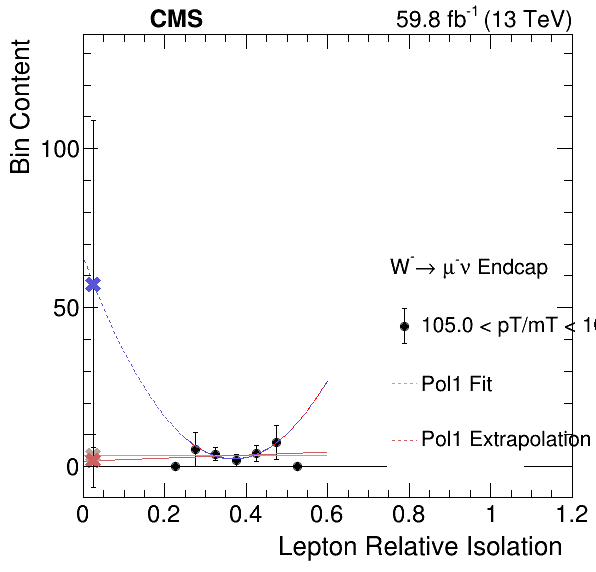 CMS
59.8 fb-1 (13 TeV)
Bin Content
100
50
0
W-→ μ-ν Endcap
105.0 < pT/mT < 1
Pol1 Fit
Pol1 Extrapolation
0 0.2 0.4 0.6 0.8 1 1.2
Lepton Relative Isolation